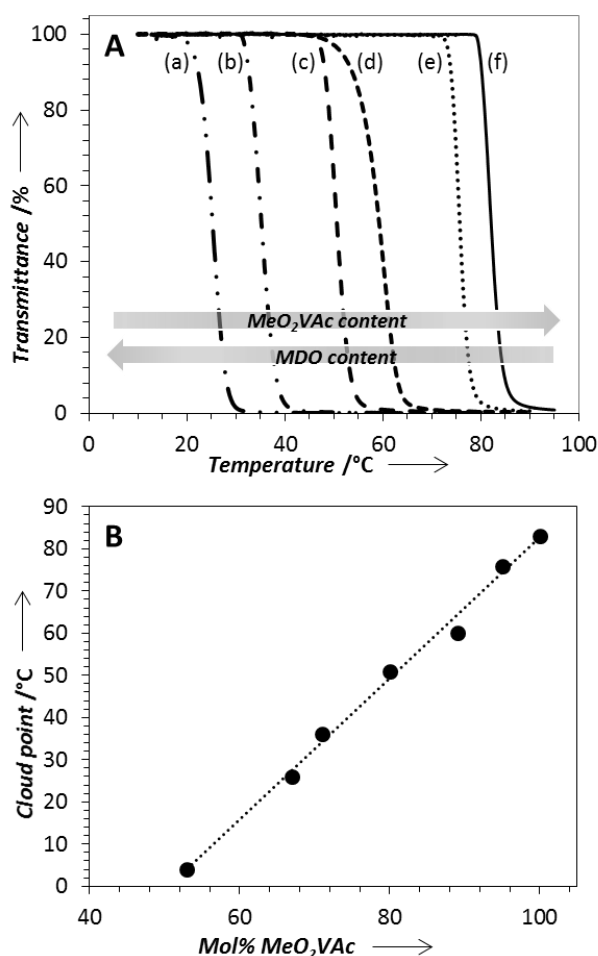 A
100
80
60
40
20
0
Transmittance /%
(a) (b) (c) (d) (e) (f)
MeO₂VAc content
MDO content
0 20 40 60 80 100
Temperature /°C
B
90
80
70
60
50
40
30
20
10
0
Cloud point /°C
40 60 80 100
Mol% MeO₂VAc